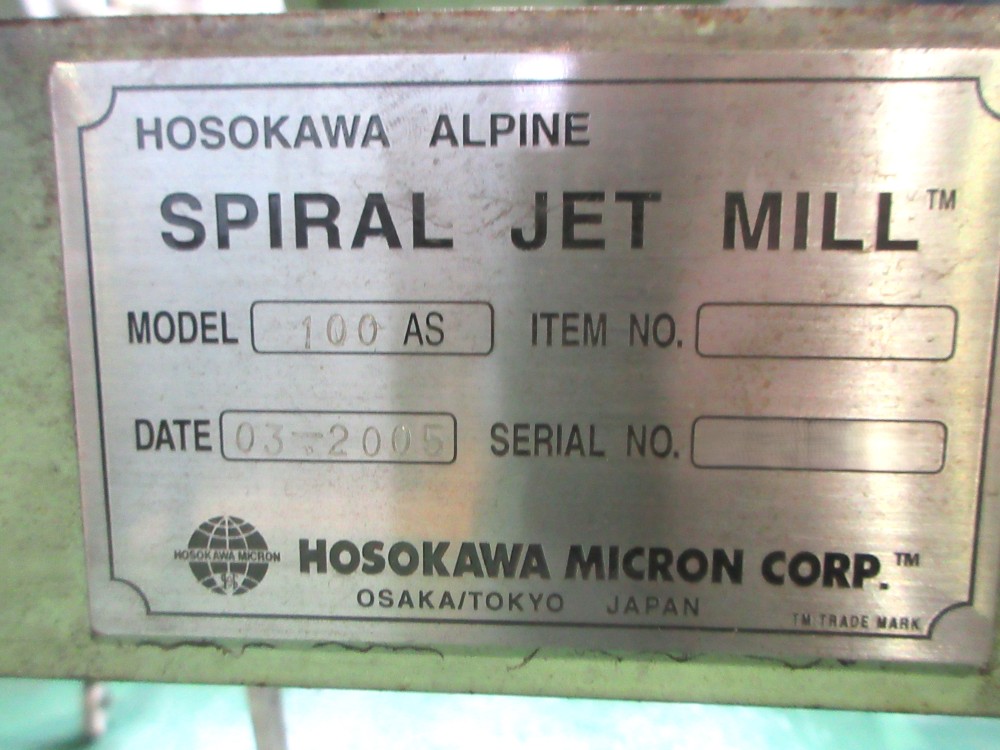 HOSOKAWA ALPINE
SPIRAL JET MILL™
MODEL 100 AS ITEM NO.
DATE 03-2005 SERIAL NO.
HOSOKAWA MICRON
HOSOKAWA MICRON CORP.™
OSAKA/TOKYO JAPAN
TM:TRADE MARK